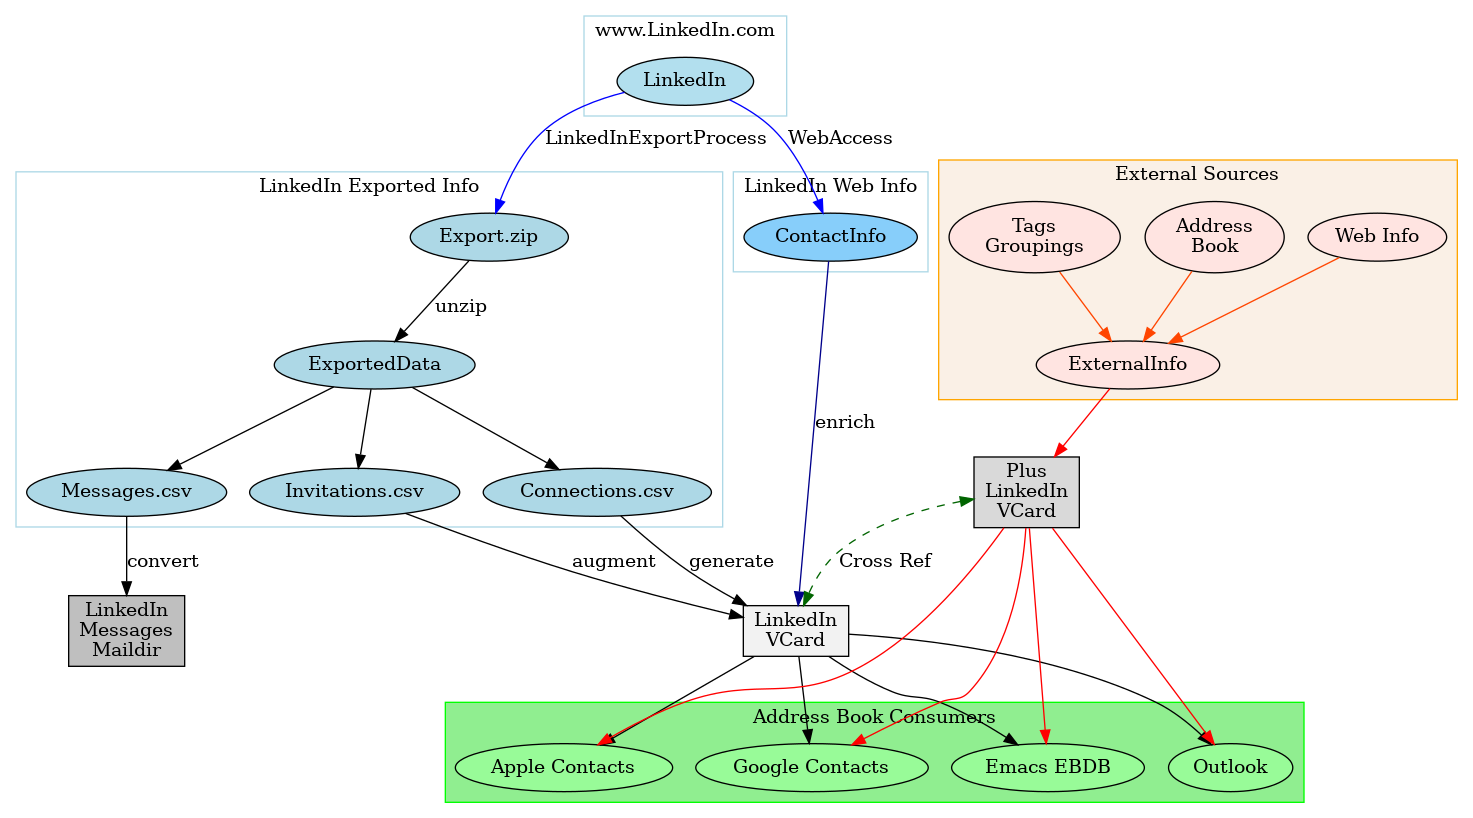 www.LinkedIn.com
LinkedIn
LinkedInExportProcess
WebAccess
LinkedIn Exported Info
LinkedIn Web Info
External Sources
Export.zip
ContactInfo
Tags
Groupings
Address
Book
Web Info
unzip
ExportedData
ExternalInfo
enrich
Messages.csv
Invitations.csv
Connections.csv
Plus
LinkedIn
VCard
convert
augment
generate
Cross Ref
LinkedIn
Messages
Maildir
LinkedIn
VCard
Address Book Consumers
Apple Contacts
Google Contacts
Emacs EBDB
Outlook